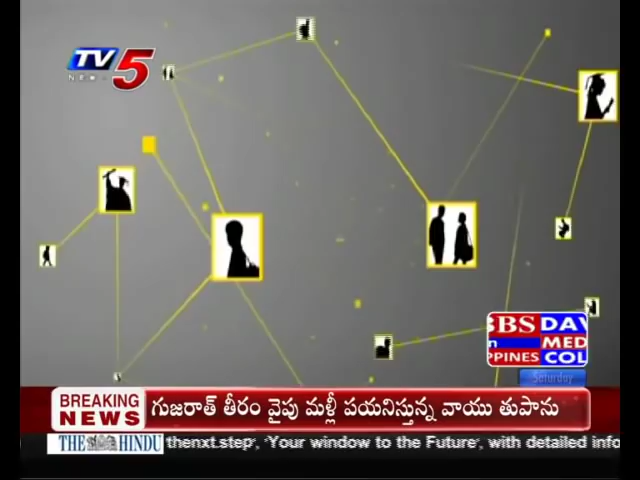 TV5
NEWS
BBS DAV
MED
PPINES COL
Saturday
BREAKING NEWS
గుజరాత్ తీరం వైపు మళ్లీ పయనిస్తున్న వాయు తుపాను
THE HINDU thenxt.step', 'Your window to the Future', with detailed info